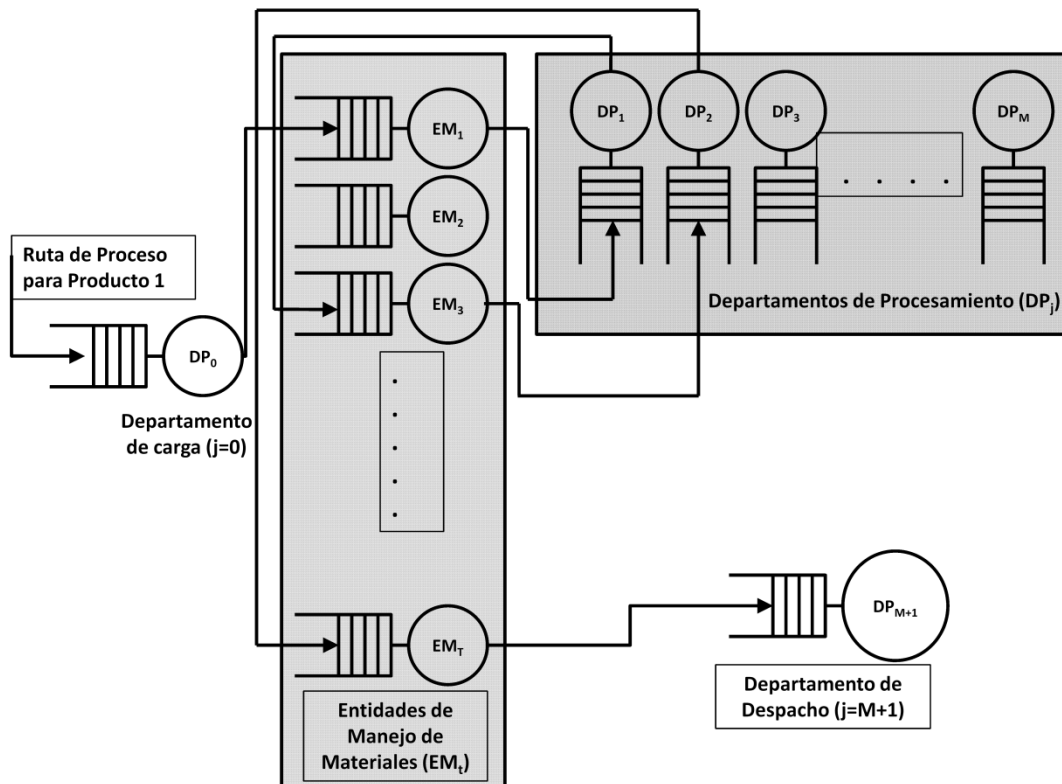 DP1
DP2
DP3
DPM
EM1
EM2
EM3
. . . .
Ruta de Proceso
para Producto 1
DP0
Departamento
de carga (j=0)
Departamentos de Procesamiento (DPj)
.
.
.
.
.
EMT
DPM+1
Entidades de
Manejo de
Materiales (EMt)
Departamento de
Despacho (j=M+1)